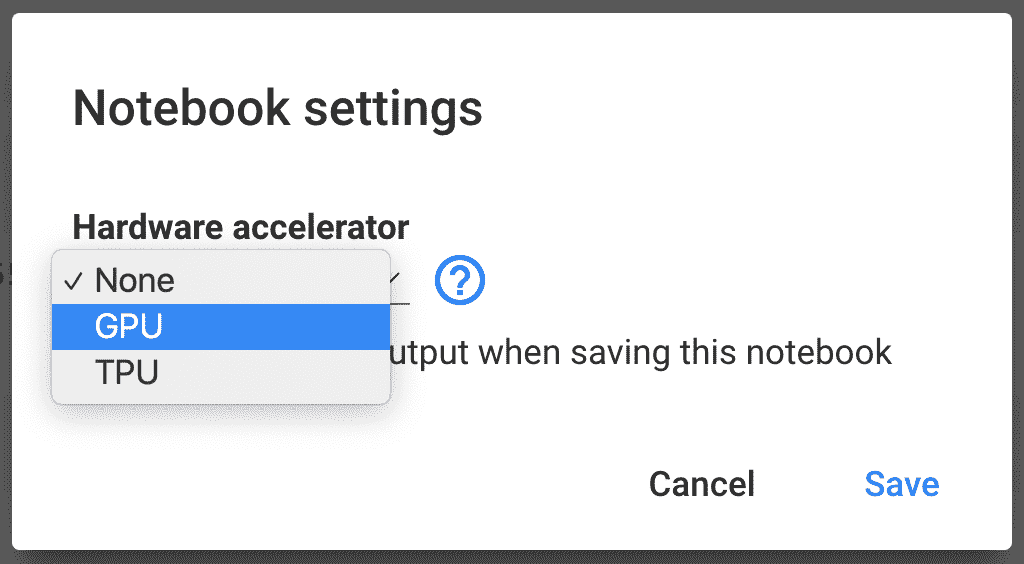 Notebook settings
Hardware accelerator
✓ None
GPU
TPU
utput when saving this notebook
Cancel
Save